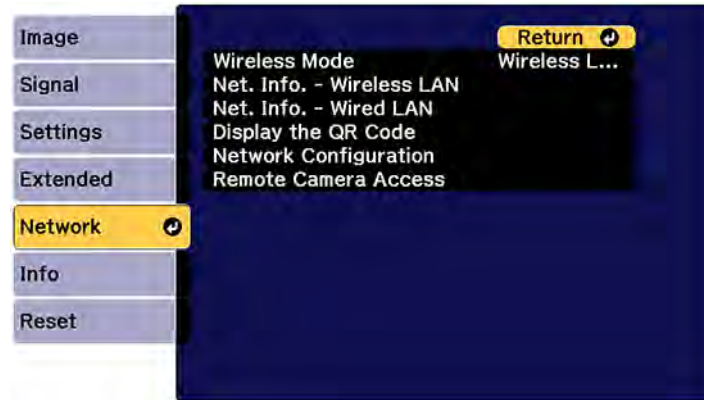 Image
Signal
Settings
Extended
Network
Info
Reset
Return
Wireless Mode Wireless L...
Net. Info. - Wireless LAN
Net. Info. - Wired LAN
Display the QR Code
Network Configuration
Remote Camera Access